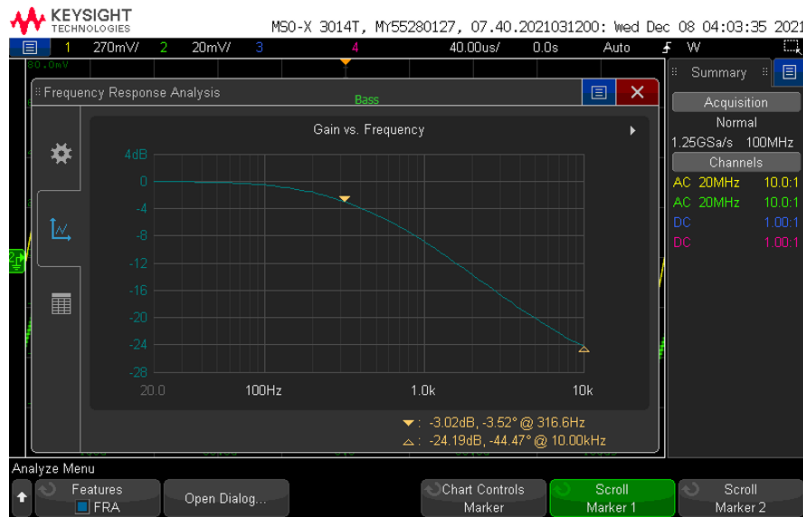 KEYSIGHT
TECHNOLOGIES
MSO-X 3014T, MY55280127, 07.40.2021031200: Wed Dec 08 04:03:35 2021
1 270mV/ 2 20mV/ 3 4 40.00us/ 0.0s Auto W
80.0mV
Summary
Frequency Response Analysis
Bass
Acquisition
Normal
1.25GSa/s 100MHz
Channels
AC 20MHz 10.0:1
AC 20MHz 10.0:1
DC 1.00:1
DC 1.00:1
Gain vs. Frequency
4dB
0
-4
-8
-12
-16
-20
-24
-28
20.0 100Hz 1.0k 10k
: -3.02dB, -3.52° @ 316.6Hz
: -24.19dB, -44.47° @ 10.00kHz
Analyze Menu
Features
FRA
Open Dialog...
Chart Controls
Marker
Scroll
Marker 1
Scroll
Marker 2